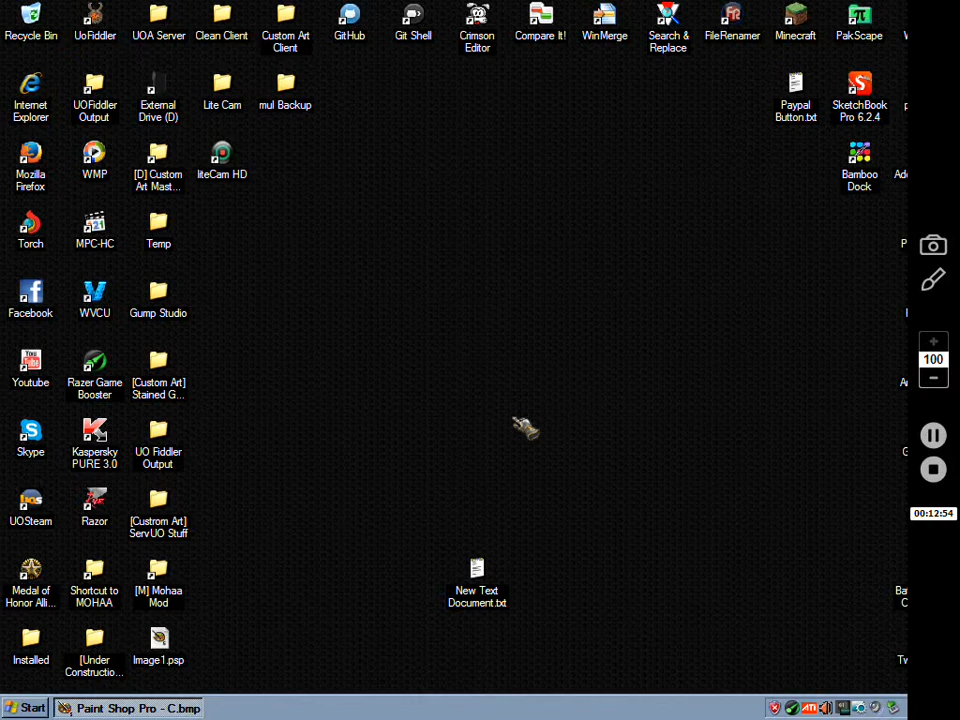 Recycle Bin
UoFiddler
UOA Server
Clean Client
Custom Art
Client
GitHub
Git Shell
Crimson
Editor
Compare It!
WinMerge
Search &
Replace
FileRenamer
Minecraft
PakScape
Internet
Explorer
UOFiddler
Output
External
Drive (D)
Lite Cam
mul Backup
Paypal
Button.txt
SketchBook
Pro 6.2.4
Mozilla
Firefox
WMP
[D] Custom
Art Mast...
liteCam HD
Bamboo
Dock
Torch
MPC-HC
Temp
Facebook
WVCU
Gump Studio
100
Youtube
Razer Game
Booster
[Custom Art]
Stained G...
Skype
Kaspersky
PURE 3.0
UO Fiddler
Output
UOSteam
Razor
[Custrom Art]
ServUO Stuff
00:12:54
Medal of
Honor Alli...
Shortcut to
MOHAA
[M] Mohaa
Mod
New Text
Document.txt
Installed
[Under
Constructio...
Image1.psp
Start
Paint Shop Pro - C.bmp